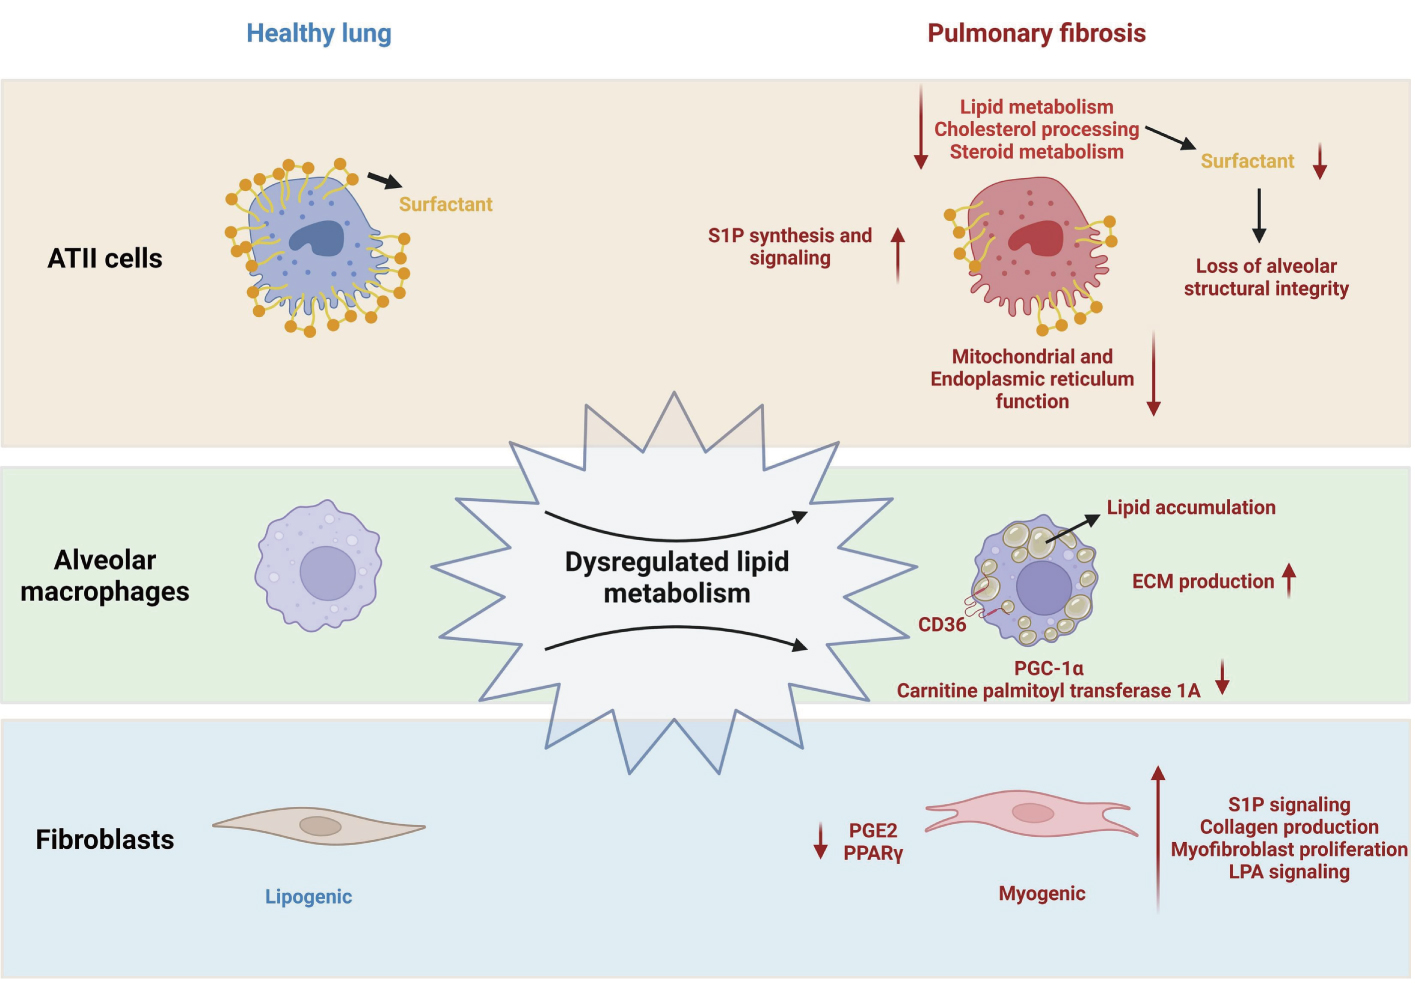 Healthy lung
Pulmonary fibrosis
ATII cells
Surfactant
Lipid metabolism
Cholesterol processing
Steroid metabolism
Surfactant
S1P synthesis and
signaling
Loss of alveolar
structural integrity
Mitochondrial and
Endoplasmic reticulum
function
Dysregulated lipid
metabolism
Alveolar
macrophages
Lipid accumulation
ECM production
CD36
PGC-1α
Carnitine palmitoyl transferase 1A
Fibroblasts
Lipogenic
PGE2
PPARγ
Myogenic
S1P signaling
Collagen production
Myofibroblast proliferation
LPA signaling